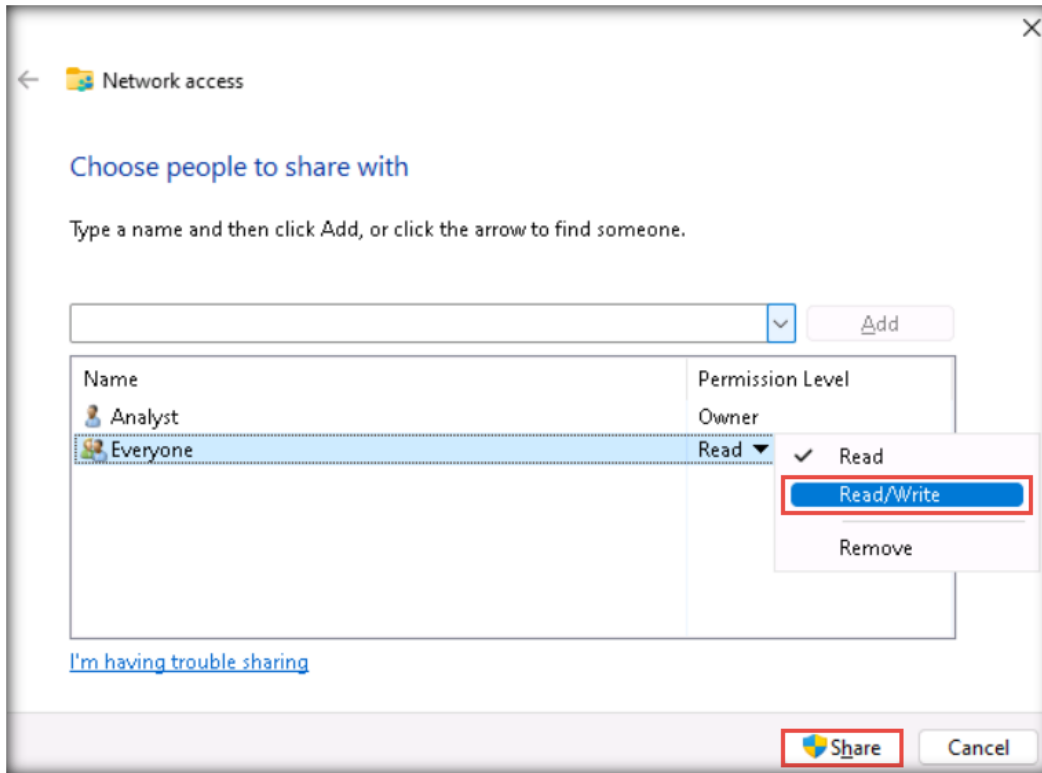 Network access
Choose people to share with
Type a name and then click Add, or click the arrow to find someone.
Add
Name Permission Level
Analyst Owner
Everyone Read
Read
Read/Write
Remove
I'm having trouble sharing
Share Cancel